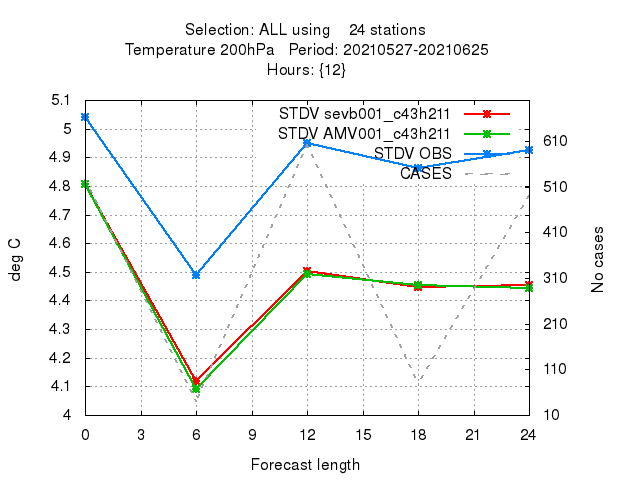 Selection: ALL using    24 stations
Temperature 200hPa   Period: 20210527-20210625
Hours: {12}
STDV sevb001_c43h211
STDV AMV001_c43h211
STDV OBS
CASES
5.1
5
4.9
4.8
4.7
4.6
4.5
4.4
4.3
4.2
4.1
4
deg C
610
510
410
310
210
110
10
No cases
0 3 6 9 12 15 18 21 24
Forecast length